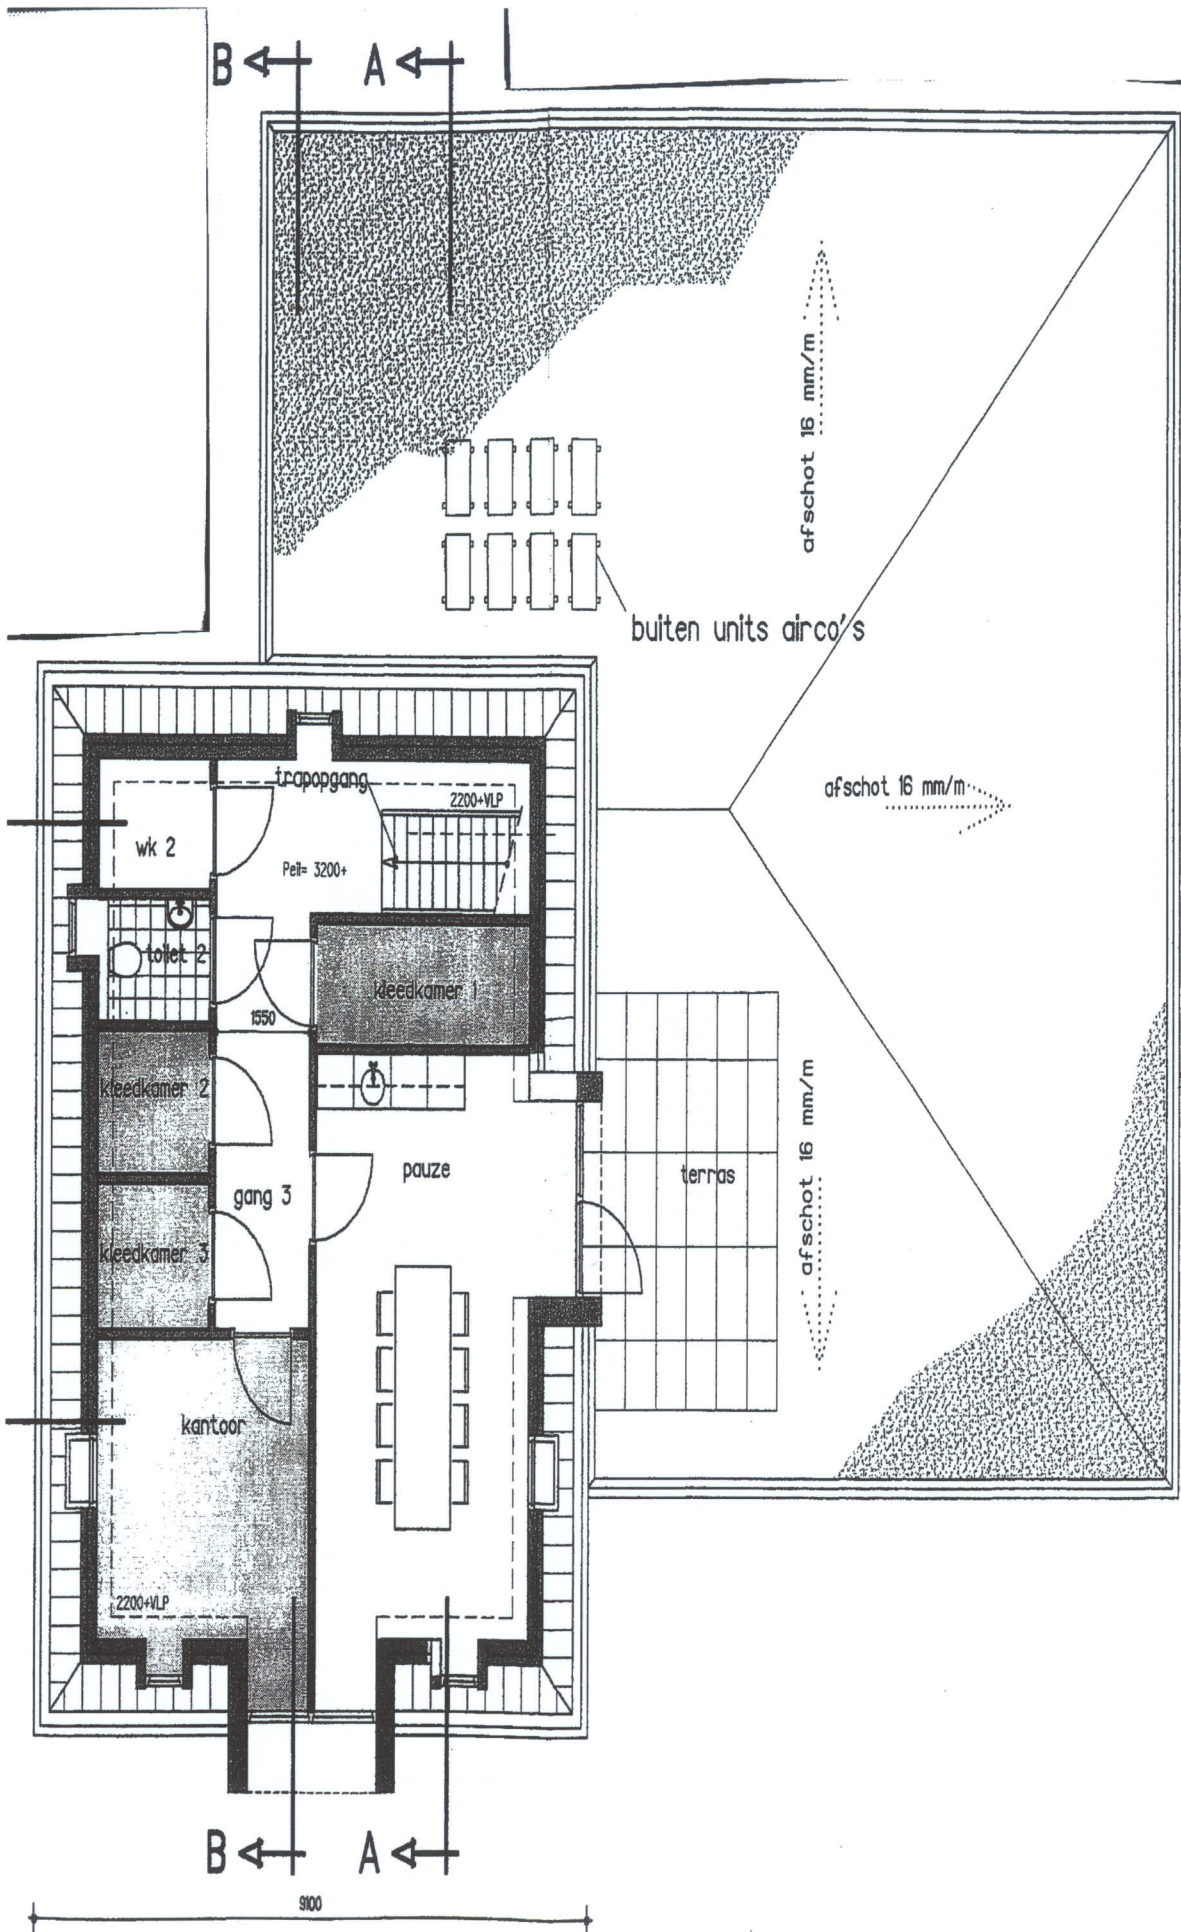 B A
afschot 16 mm/m
buiten units airco's
trapopgang
2200+VLP
afschot 16 mm/m
wk 2
Peil= 3200+
toilet 2
kleedkamer 1
1550
kleedkamer 2
afschot 16 mm/m
pauze
terras
gang 3
kleedkamer 3
kantoor
2200+VLP
B A
9100